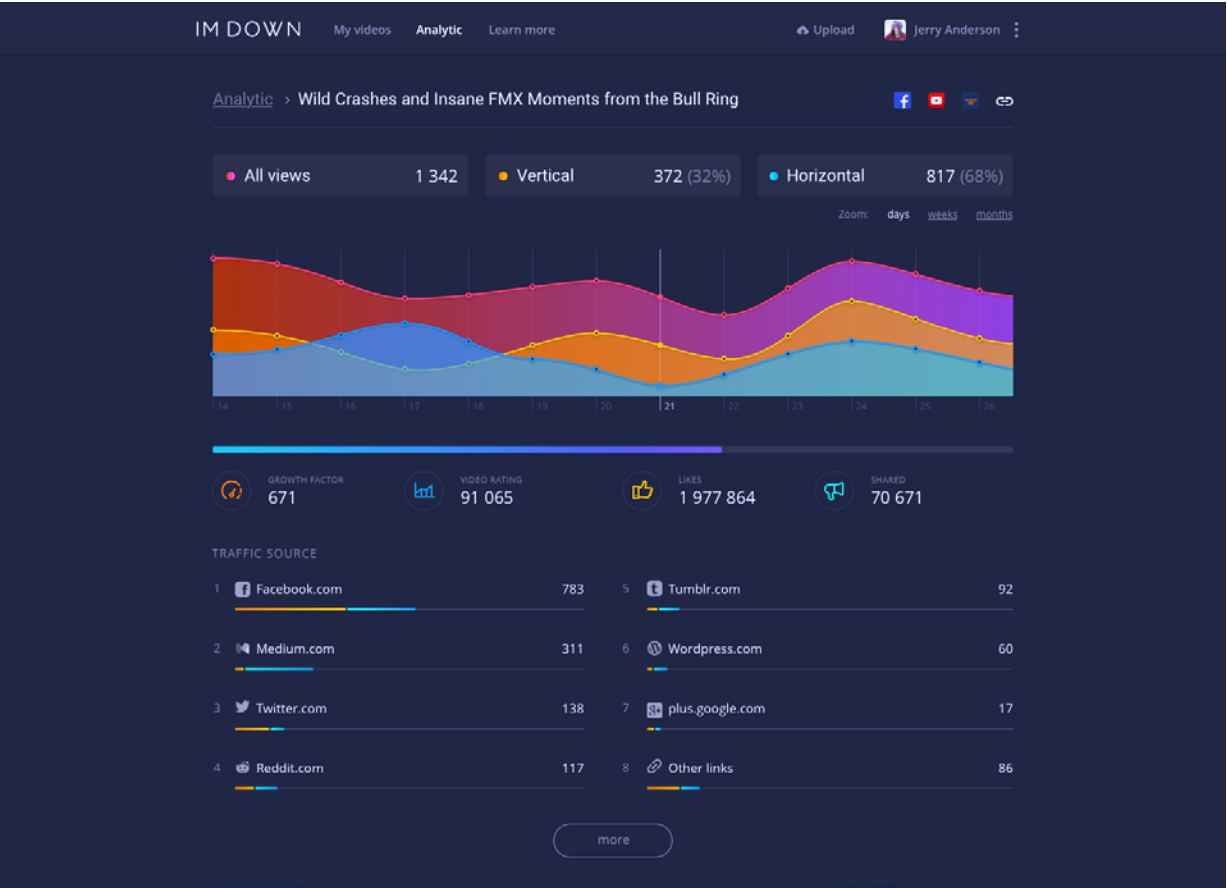 IM DOWN My videos Analytic Learn more Upload Jerry Anderson
Analytic › Wild Crashes and Insane FMX Moments from the Bull Ring
All views 1 342 Vertical 372 (32%) Horizontal 817 (68%)
Zoom: days weeks months
14 15 16 17 18 19 20 21 22 23 24 25 26
GROWTH FACTOR VIDEO RATING LIKES SHARED
671 91 065 1 977 864 70 671
TRAFFIC SOURCE
1 Facebook.com 783 5 Tumblr.com 92
2 Medium.com 311 6 Wordpress.com 60
3 Twitter.com 138 7 plus.google.com 17
4 Reddit.com 117 8 Other links 86
more